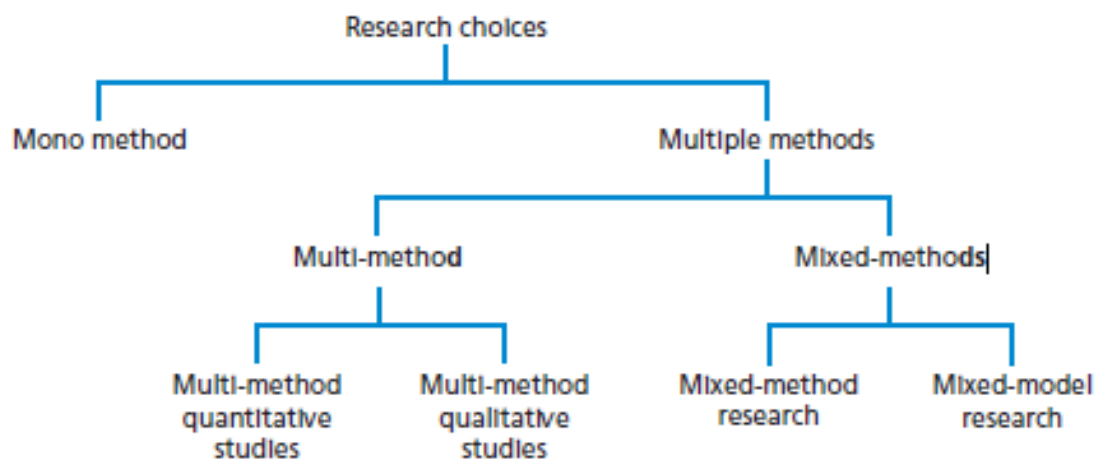 Research choices
Mono method
Multiple methods
Multi-method
Mixed-methods
Multi-method
quantitative
studies
Multi-method
qualitative
studies
Mixed-method
research
Mixed-model
research